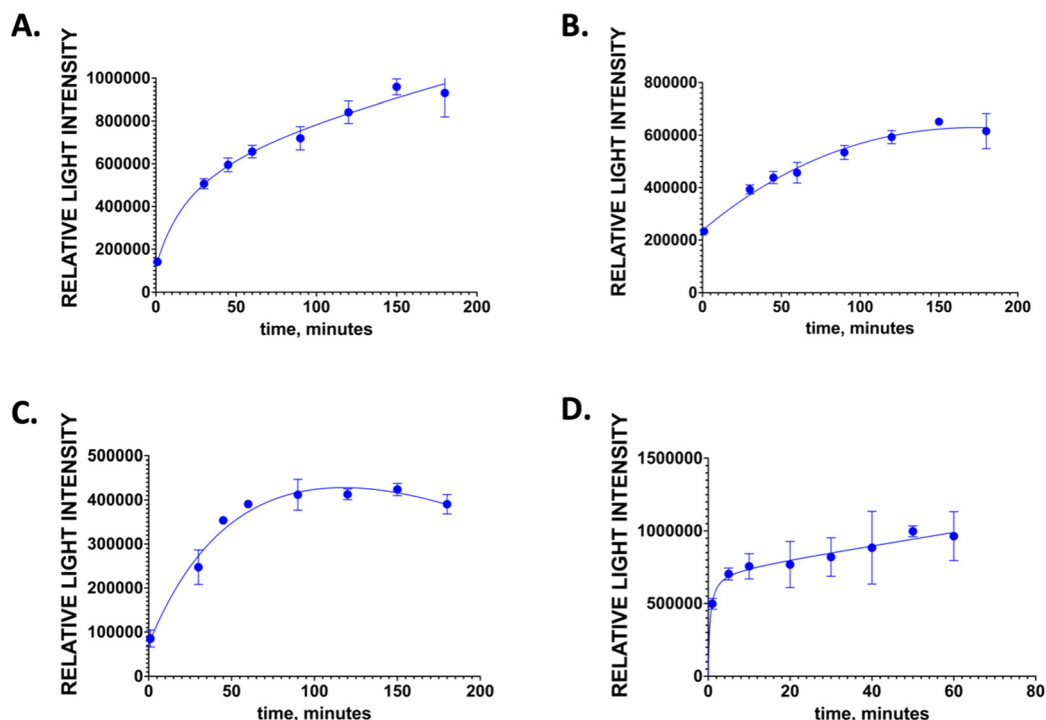 A.
RELATIVE LIGHT INTENSITY
1000000
800000
600000
400000
200000
0
0 50 100 150 200
time, minutes
B.
RELATIVE LIGHT INTENSITY
800000
600000
400000
200000
0
0 50 100 150 200
time, minutes
C.
RELATIVE LIGHT INTENSITY
500000
400000
300000
200000
100000
0
0 50 100 150 200
time, minutes
D.
RELATIVE LIGHT INTENSITY
1500000
1000000
500000
0
0 20 40 60 80
time, minutes